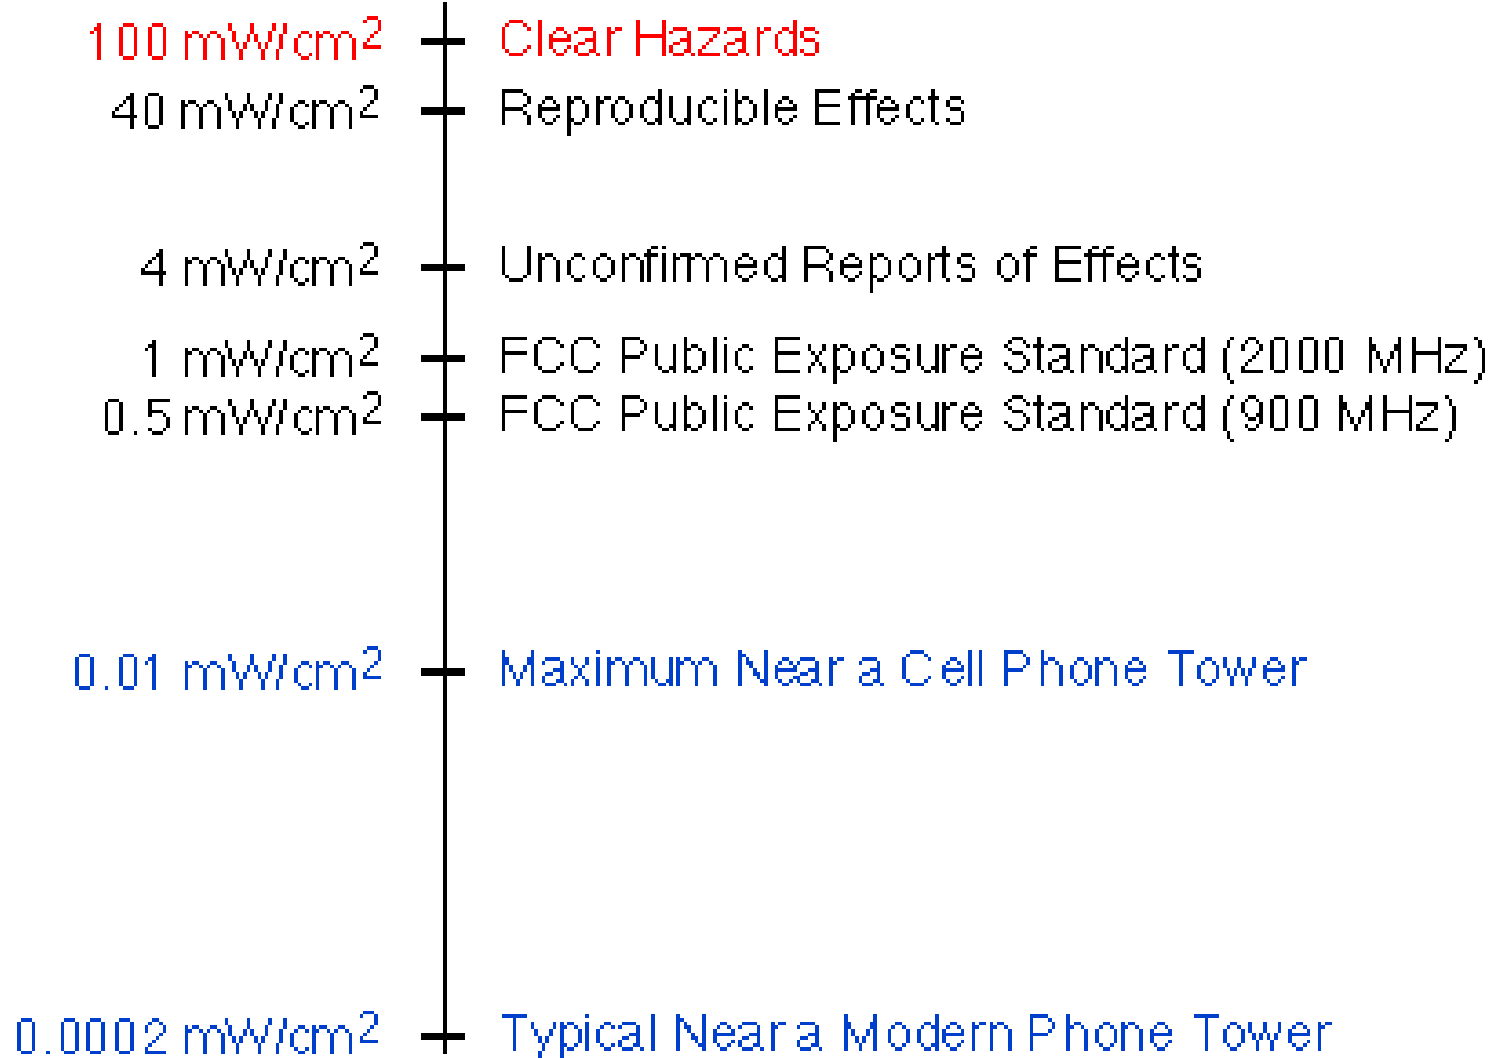 100 mW/cm² Clear Hazards
40 mW/cm² Reproducible Effects
4 mW/cm² Unconfirmed Reports of Effects
1 mW/cm² FCC Public Exposure Standard (2000 MHz)
0.5 mW/cm² FCC Public Exposure Standard (900 MHz)
0.01 mW/cm² Maximum Near a Cell Phone Tower
0.0002 mW/cm² Typical Near a Modern Phone Tower